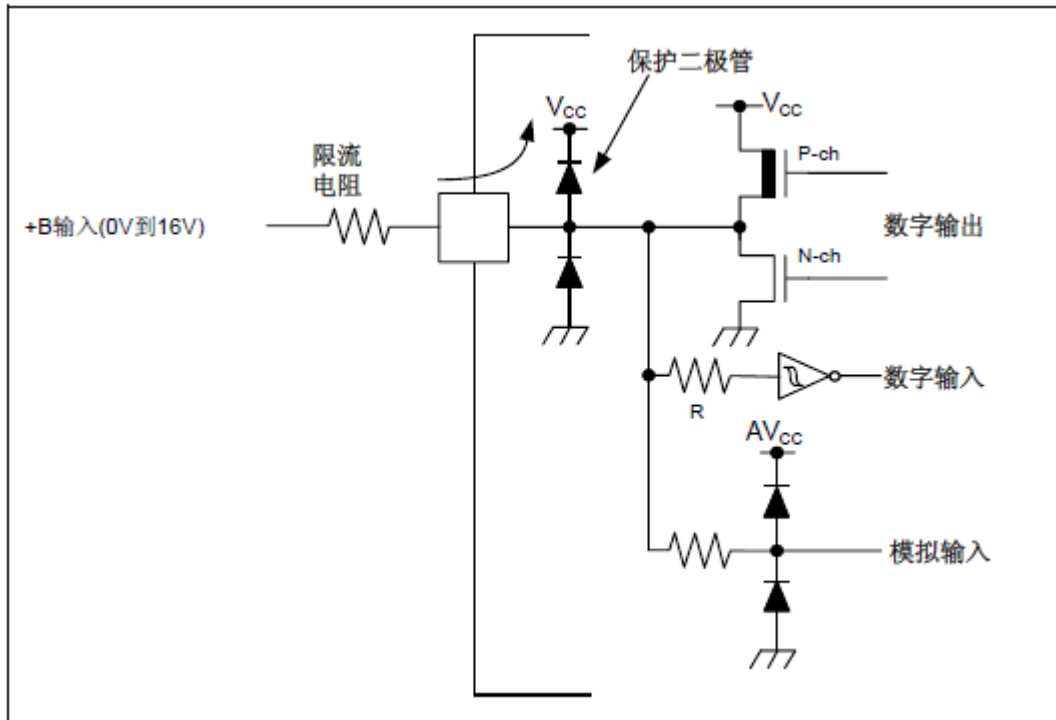 保护二极管
VCC
VCC
限流
电阻
P-ch
+B输入(0V到16V)
数字输出
N-ch
数字输入
R
AVCC
模拟输入